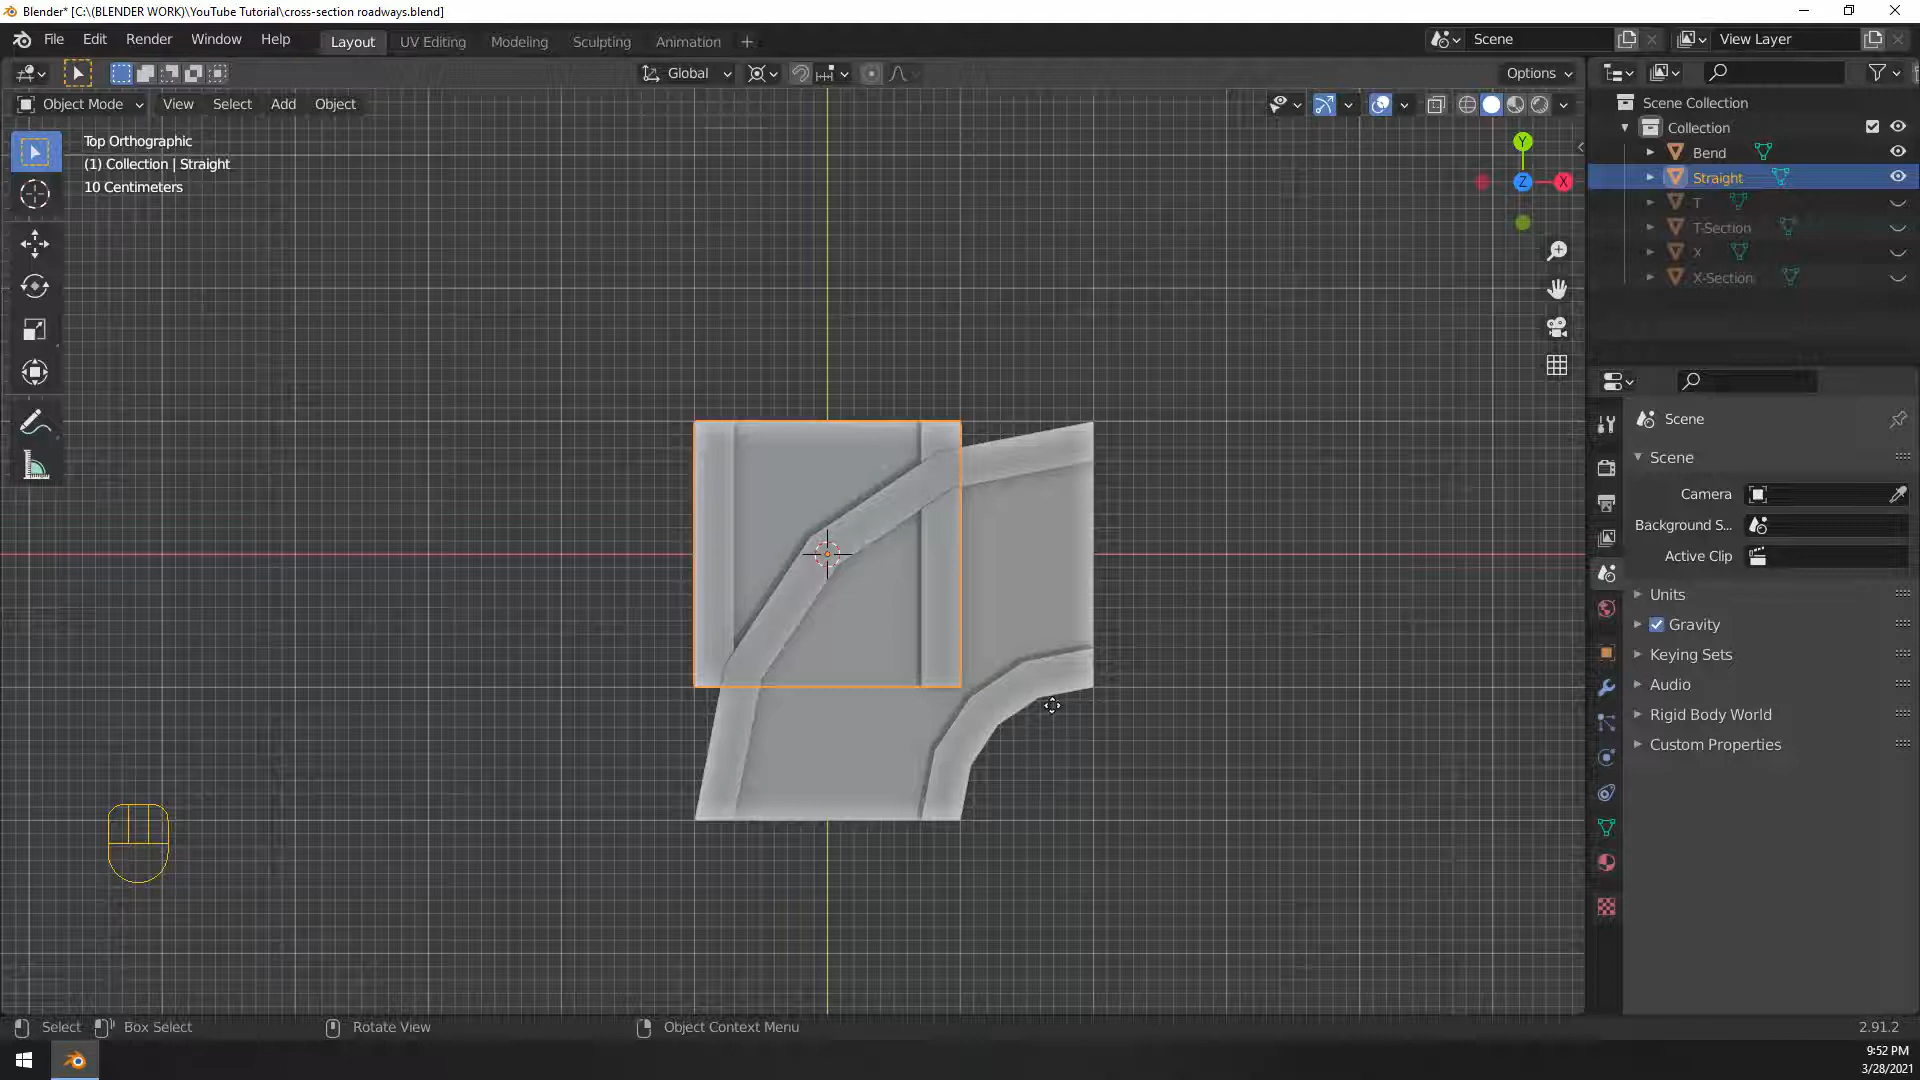 Blender* [C:\(BLENDER WORK)\YouTube Tutorial\cross-section roadways.blend]
File Edit Render Window Help Layout UV Editing Modeling Sculpting Animation + Scene View Layer
Global Options
Object Mode View Select Add Object
Top Orthographic
(1) Collection | Straight
10 Centimeters
Y
Z
X
Scene Collection
Collection
Bend
Straight
T
T-Section
X
X-Section
Scene
Scene
Camera
Background S...
Active Clip
Units
Gravity
Keying Sets
Audio
Rigid Body World
Custom Properties
Select Box Select Rotate View Object Context Menu 2.91.2
9:52 PM
3/28/2021